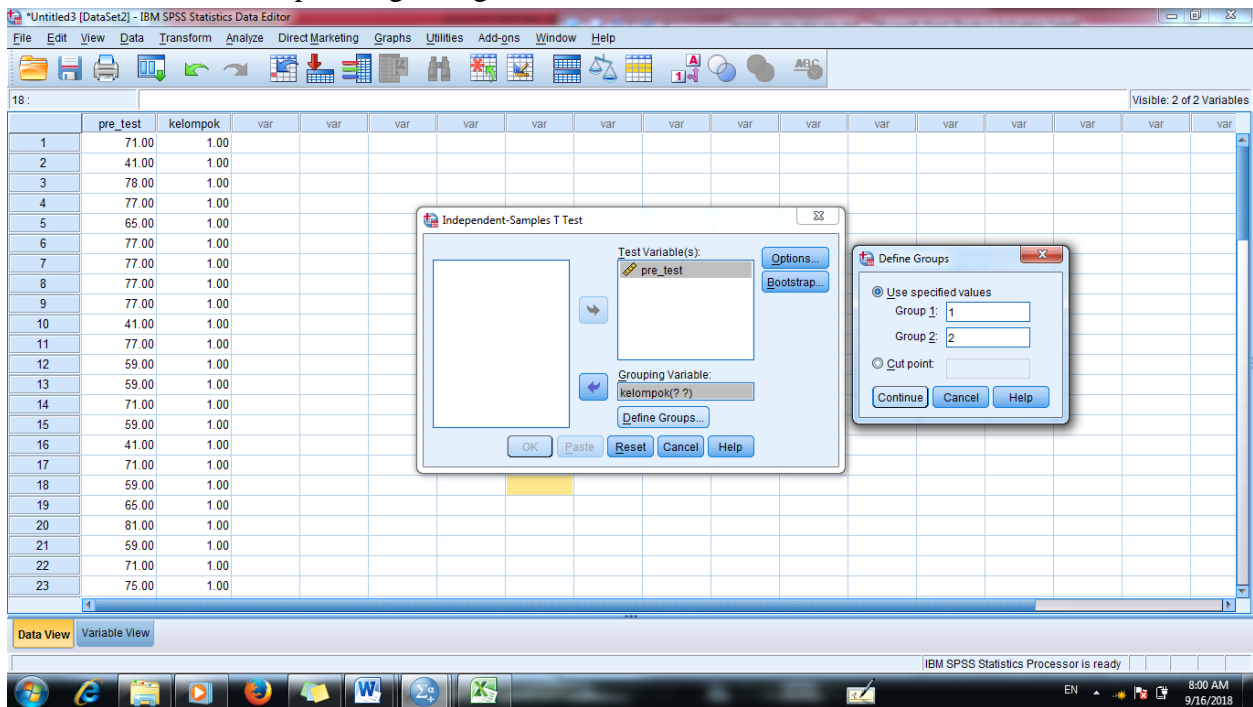 *Untitled3 [DataSet2] - IBM SPSS Statistics Data Editor
File Edit View Data Transform Analyze Direct Marketing Graphs Utilities Add-ons Window Help
18 :
Visible: 2 of 2 Variables
pre_test kelompok var var var var var var var var var var var var var var var
1 71.00 1.00
2 41.00 1.00
3 78.00 1.00
4 77.00 1.00
5 65.00 1.00
6 77.00 1.00
7 77.00 1.00
8 77.00 1.00
9 77.00 1.00
10 41.00 1.00
11 77.00 1.00
12 59.00 1.00
13 59.00 1.00
14 71.00 1.00
15 59.00 1.00
16 41.00 1.00
17 71.00 1.00
18 59.00 1.00
19 65.00 1.00
20 81.00 1.00
21 59.00 1.00
22 71.00 1.00
23 75.00 1.00
Independent-Samples T Test
Test Variable(s):
pre_test
Options...
Bootstrap...
Grouping Variable:
kelompok(? ?)
Define Groups...
OK Paste Reset Cancel Help
Define Groups
Use specified values
Group 1: 1
Group 2: 2
Cut point:
Continue Cancel Help
Data View Variable View
IBM SPSS Statistics Processor is ready
EN
8:00 AM
9/16/2018